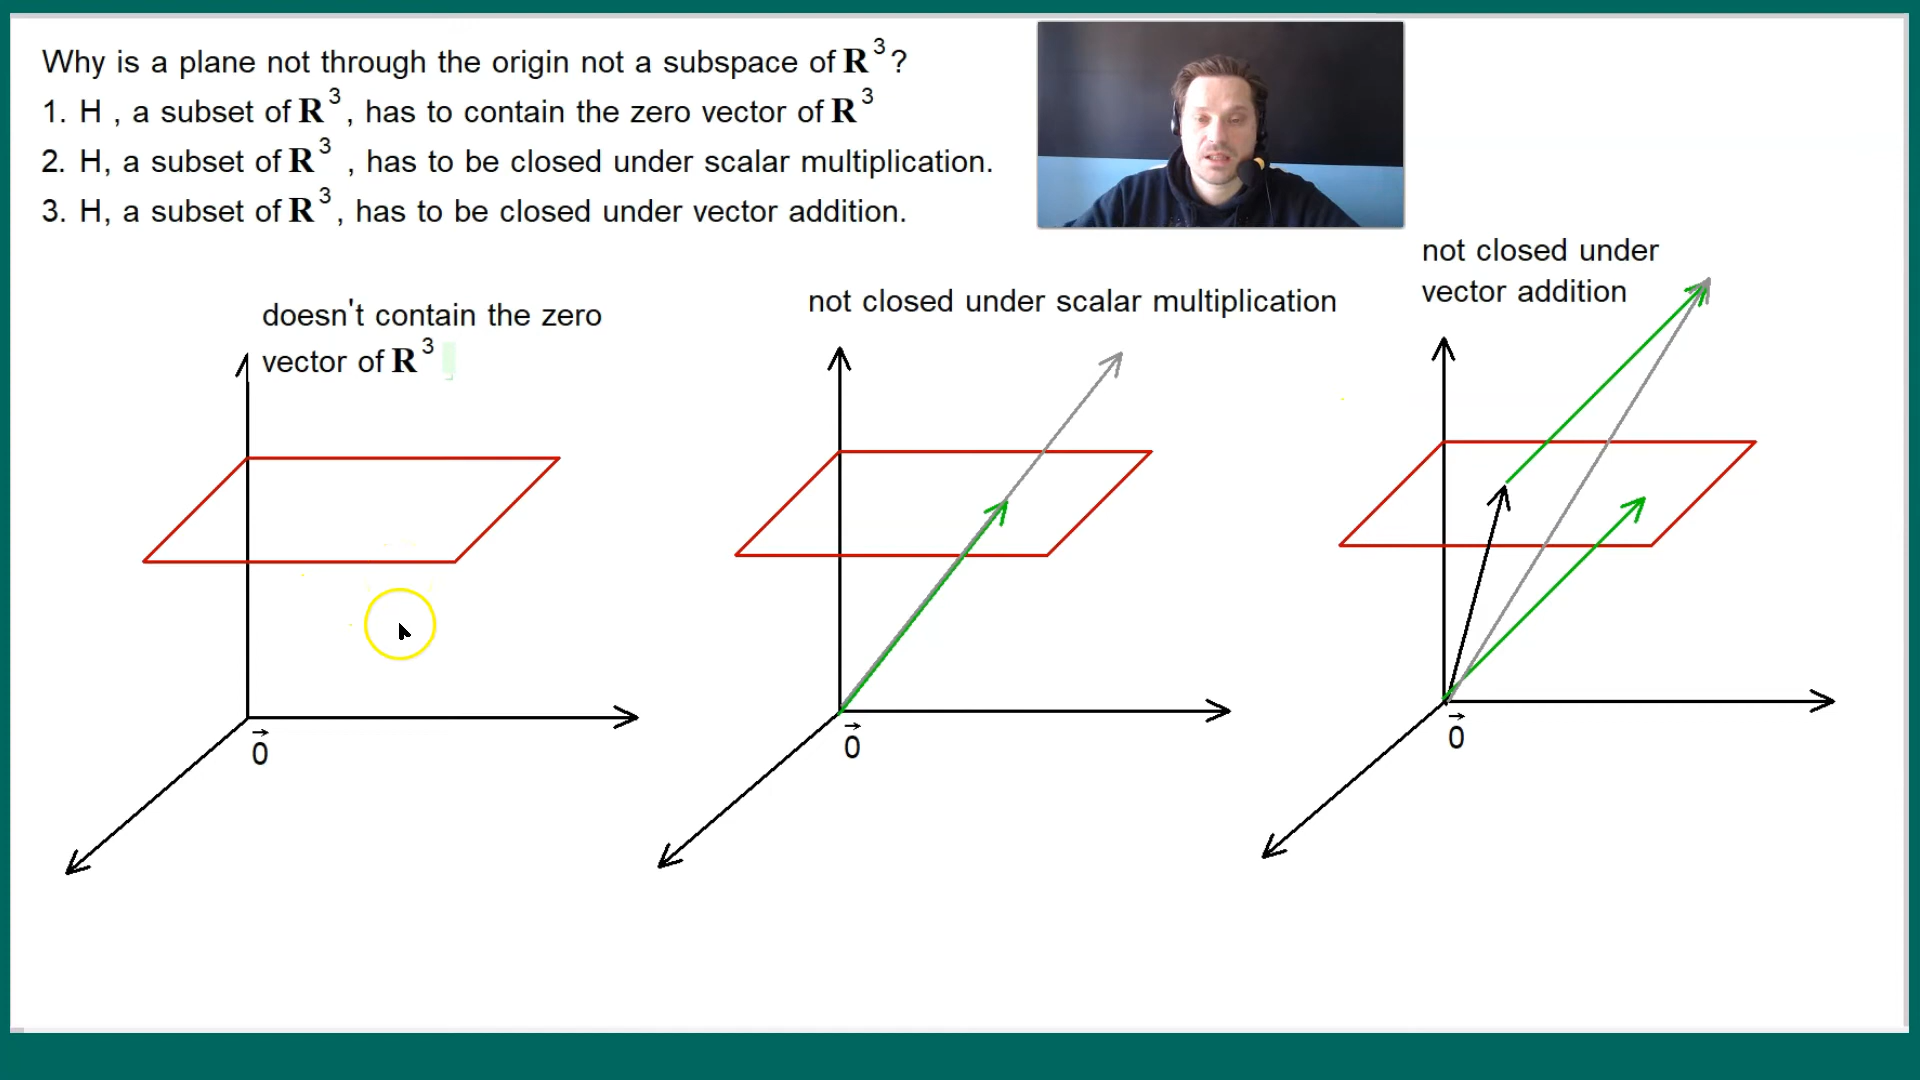 Why is a plane not through the origin not a subspace of R³?
1. H , a subset of R³, has to contain the zero vector of R³
2. H, a subset of R³ , has to be closed under scalar multiplication.
3. H, a subset of R³, has to be closed under vector addition.
doesn't contain the zero
vector of R³
not closed under scalar multiplication
not closed under
vector addition
0⃗
0⃗
0⃗